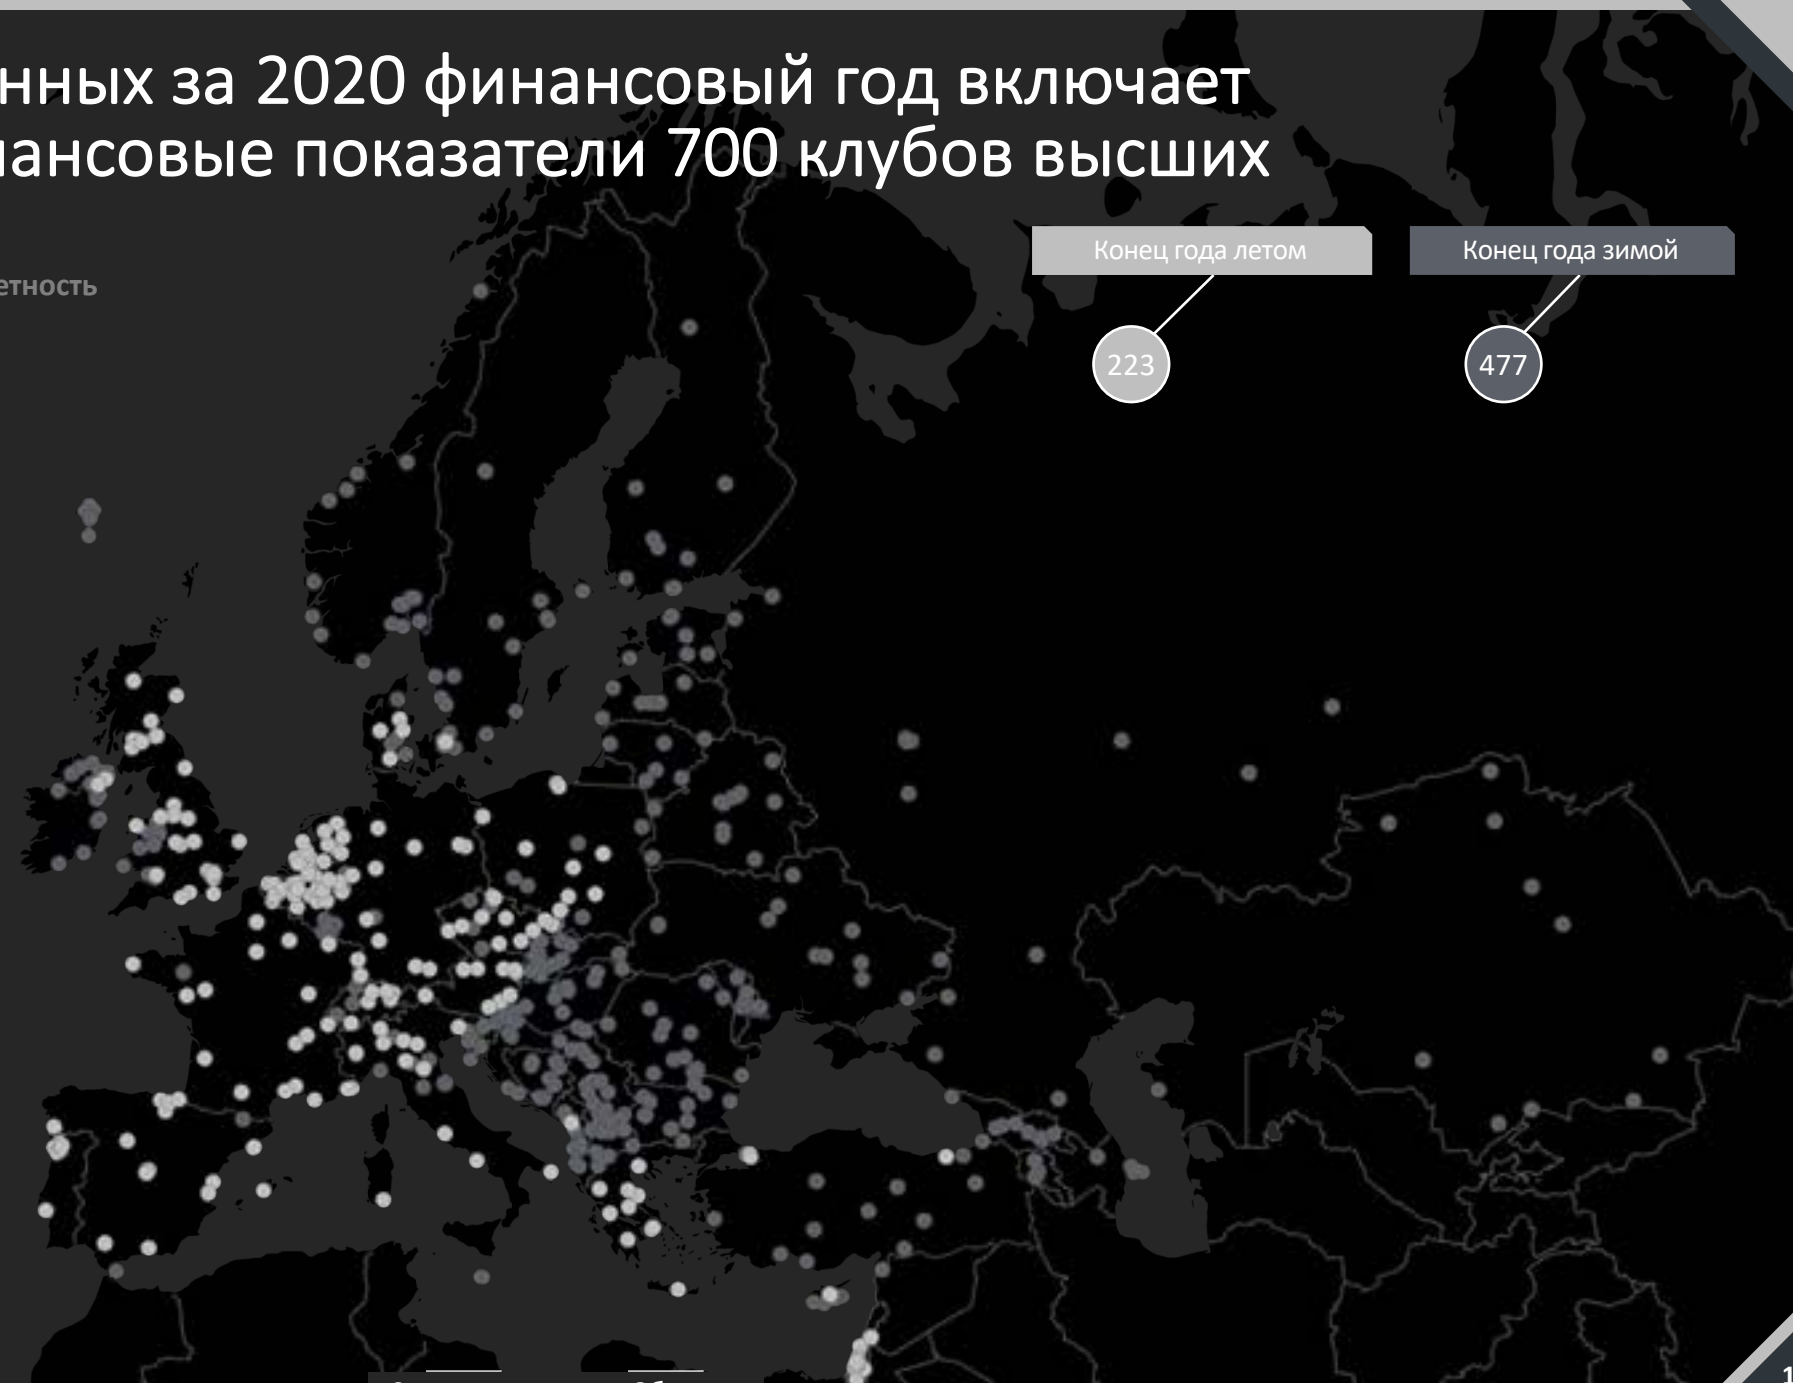 нных за 2020 финансовый год включает
нансовые показатели 700 клубов высших
Конец года летом
Конец года зимой
етность
223
477
1